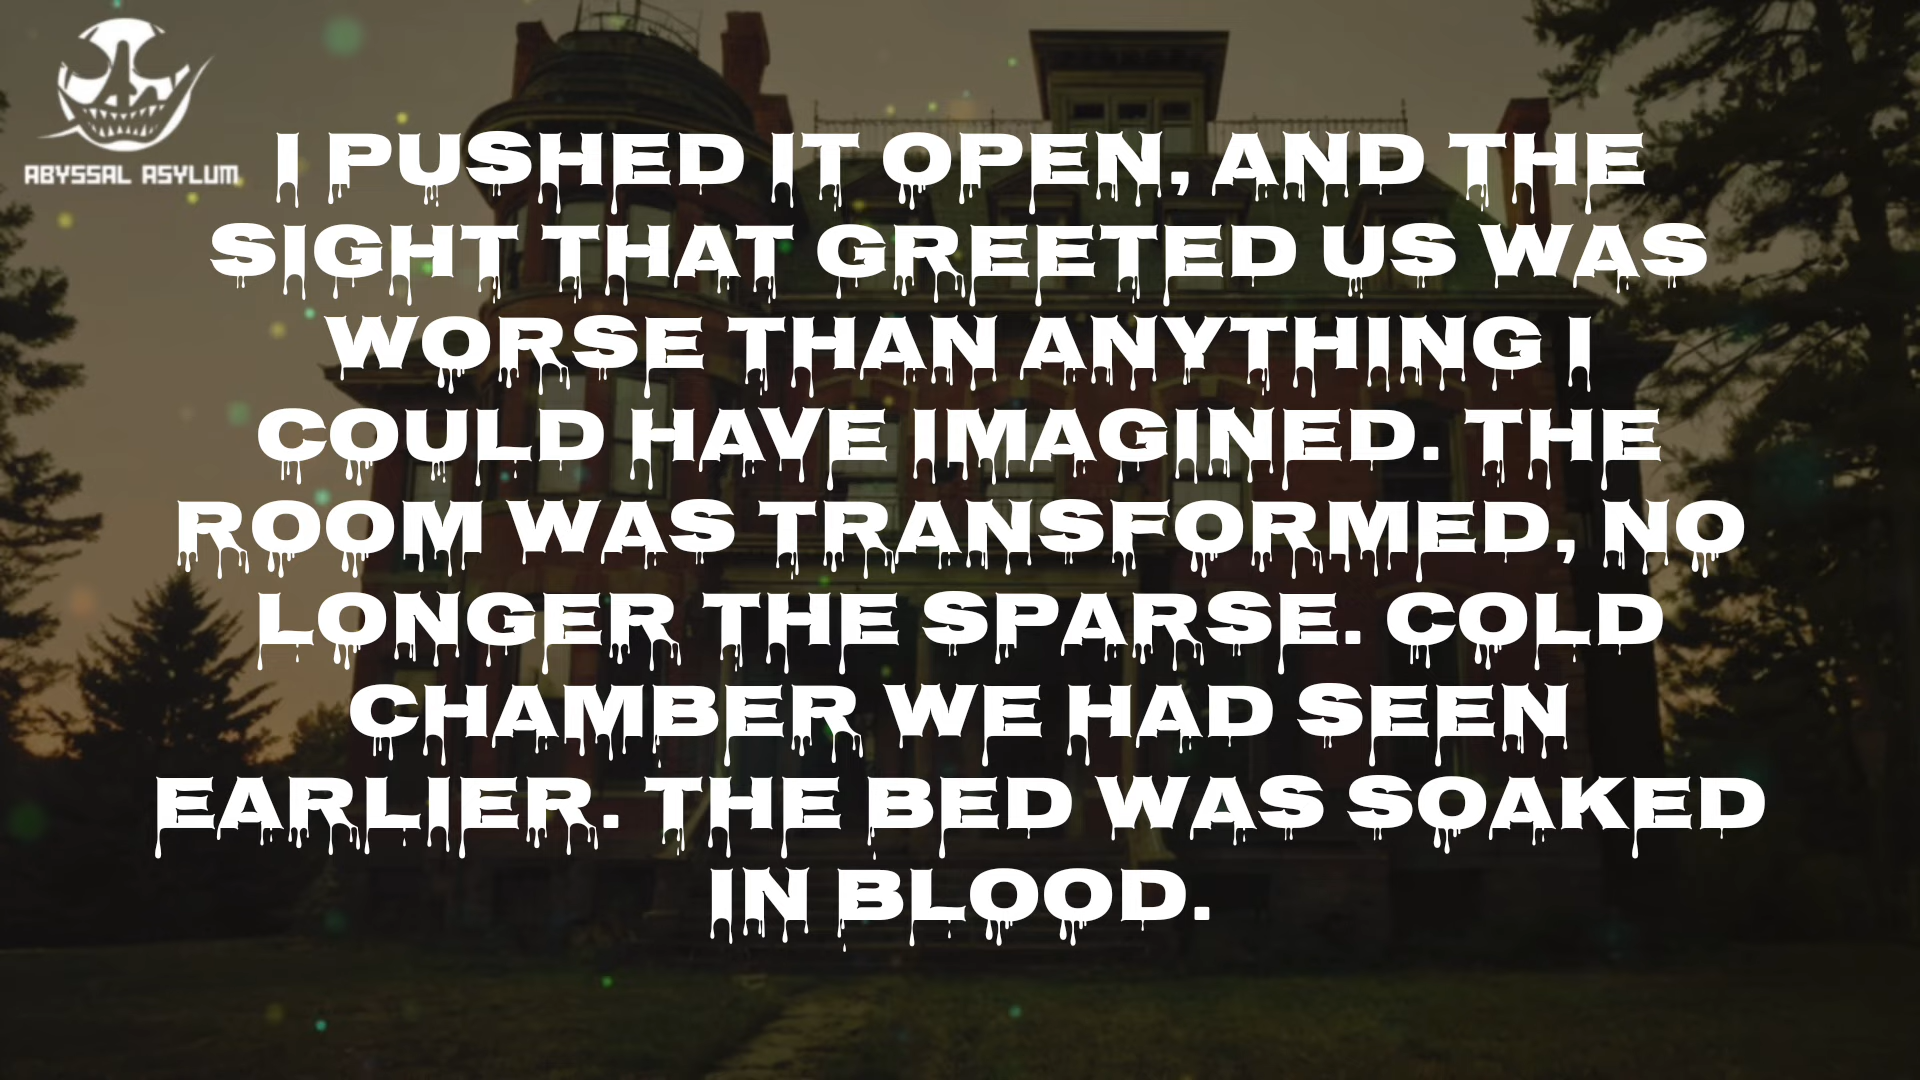 ABYSSAL ASYLUM
I PUSHED IT OPEN, AND THE
SIGHT THAT GREETED US WAS
WORSE THAN ANYTHING I
COULD HAVE IMAGINED. THE
ROOM WAS TRANSFORMED, NO
LONGER THE SPARSE. COLD
CHAMBER WE HAD SEEN
EARLIER. THE BED WAS SOAKED
IN BLOOD.